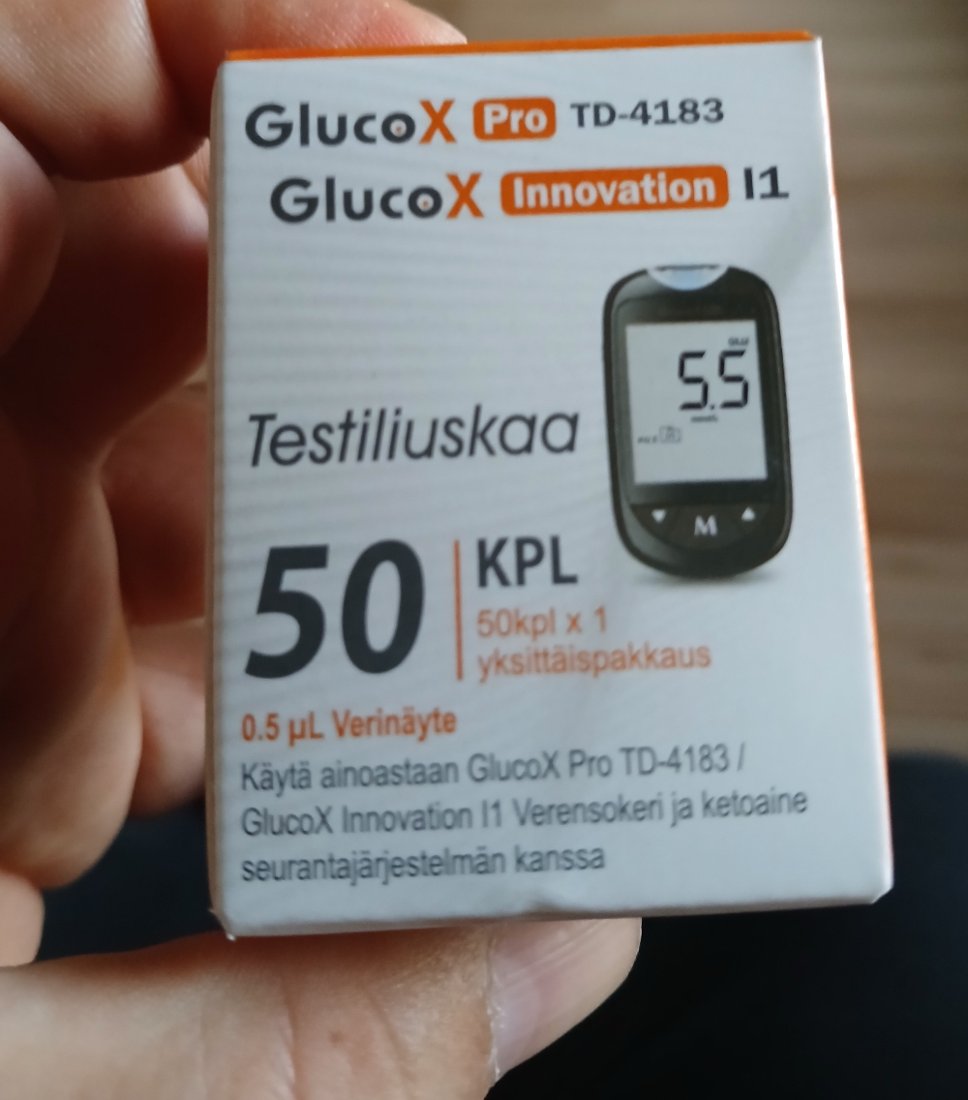 GlucoX Pro TD-4183
GlucoX Innovation I1
5.5
M
Testiliuskaa
50 KPL
50kpl x 1
yksittäispakkaus
0.5 µL Verinäyte
Käytä ainoastaan GlucoX Pro TD-4183 /
GlucoX Innovation I1 Verensokeri ja ketoaine
seurantajärjestelmän kanssa